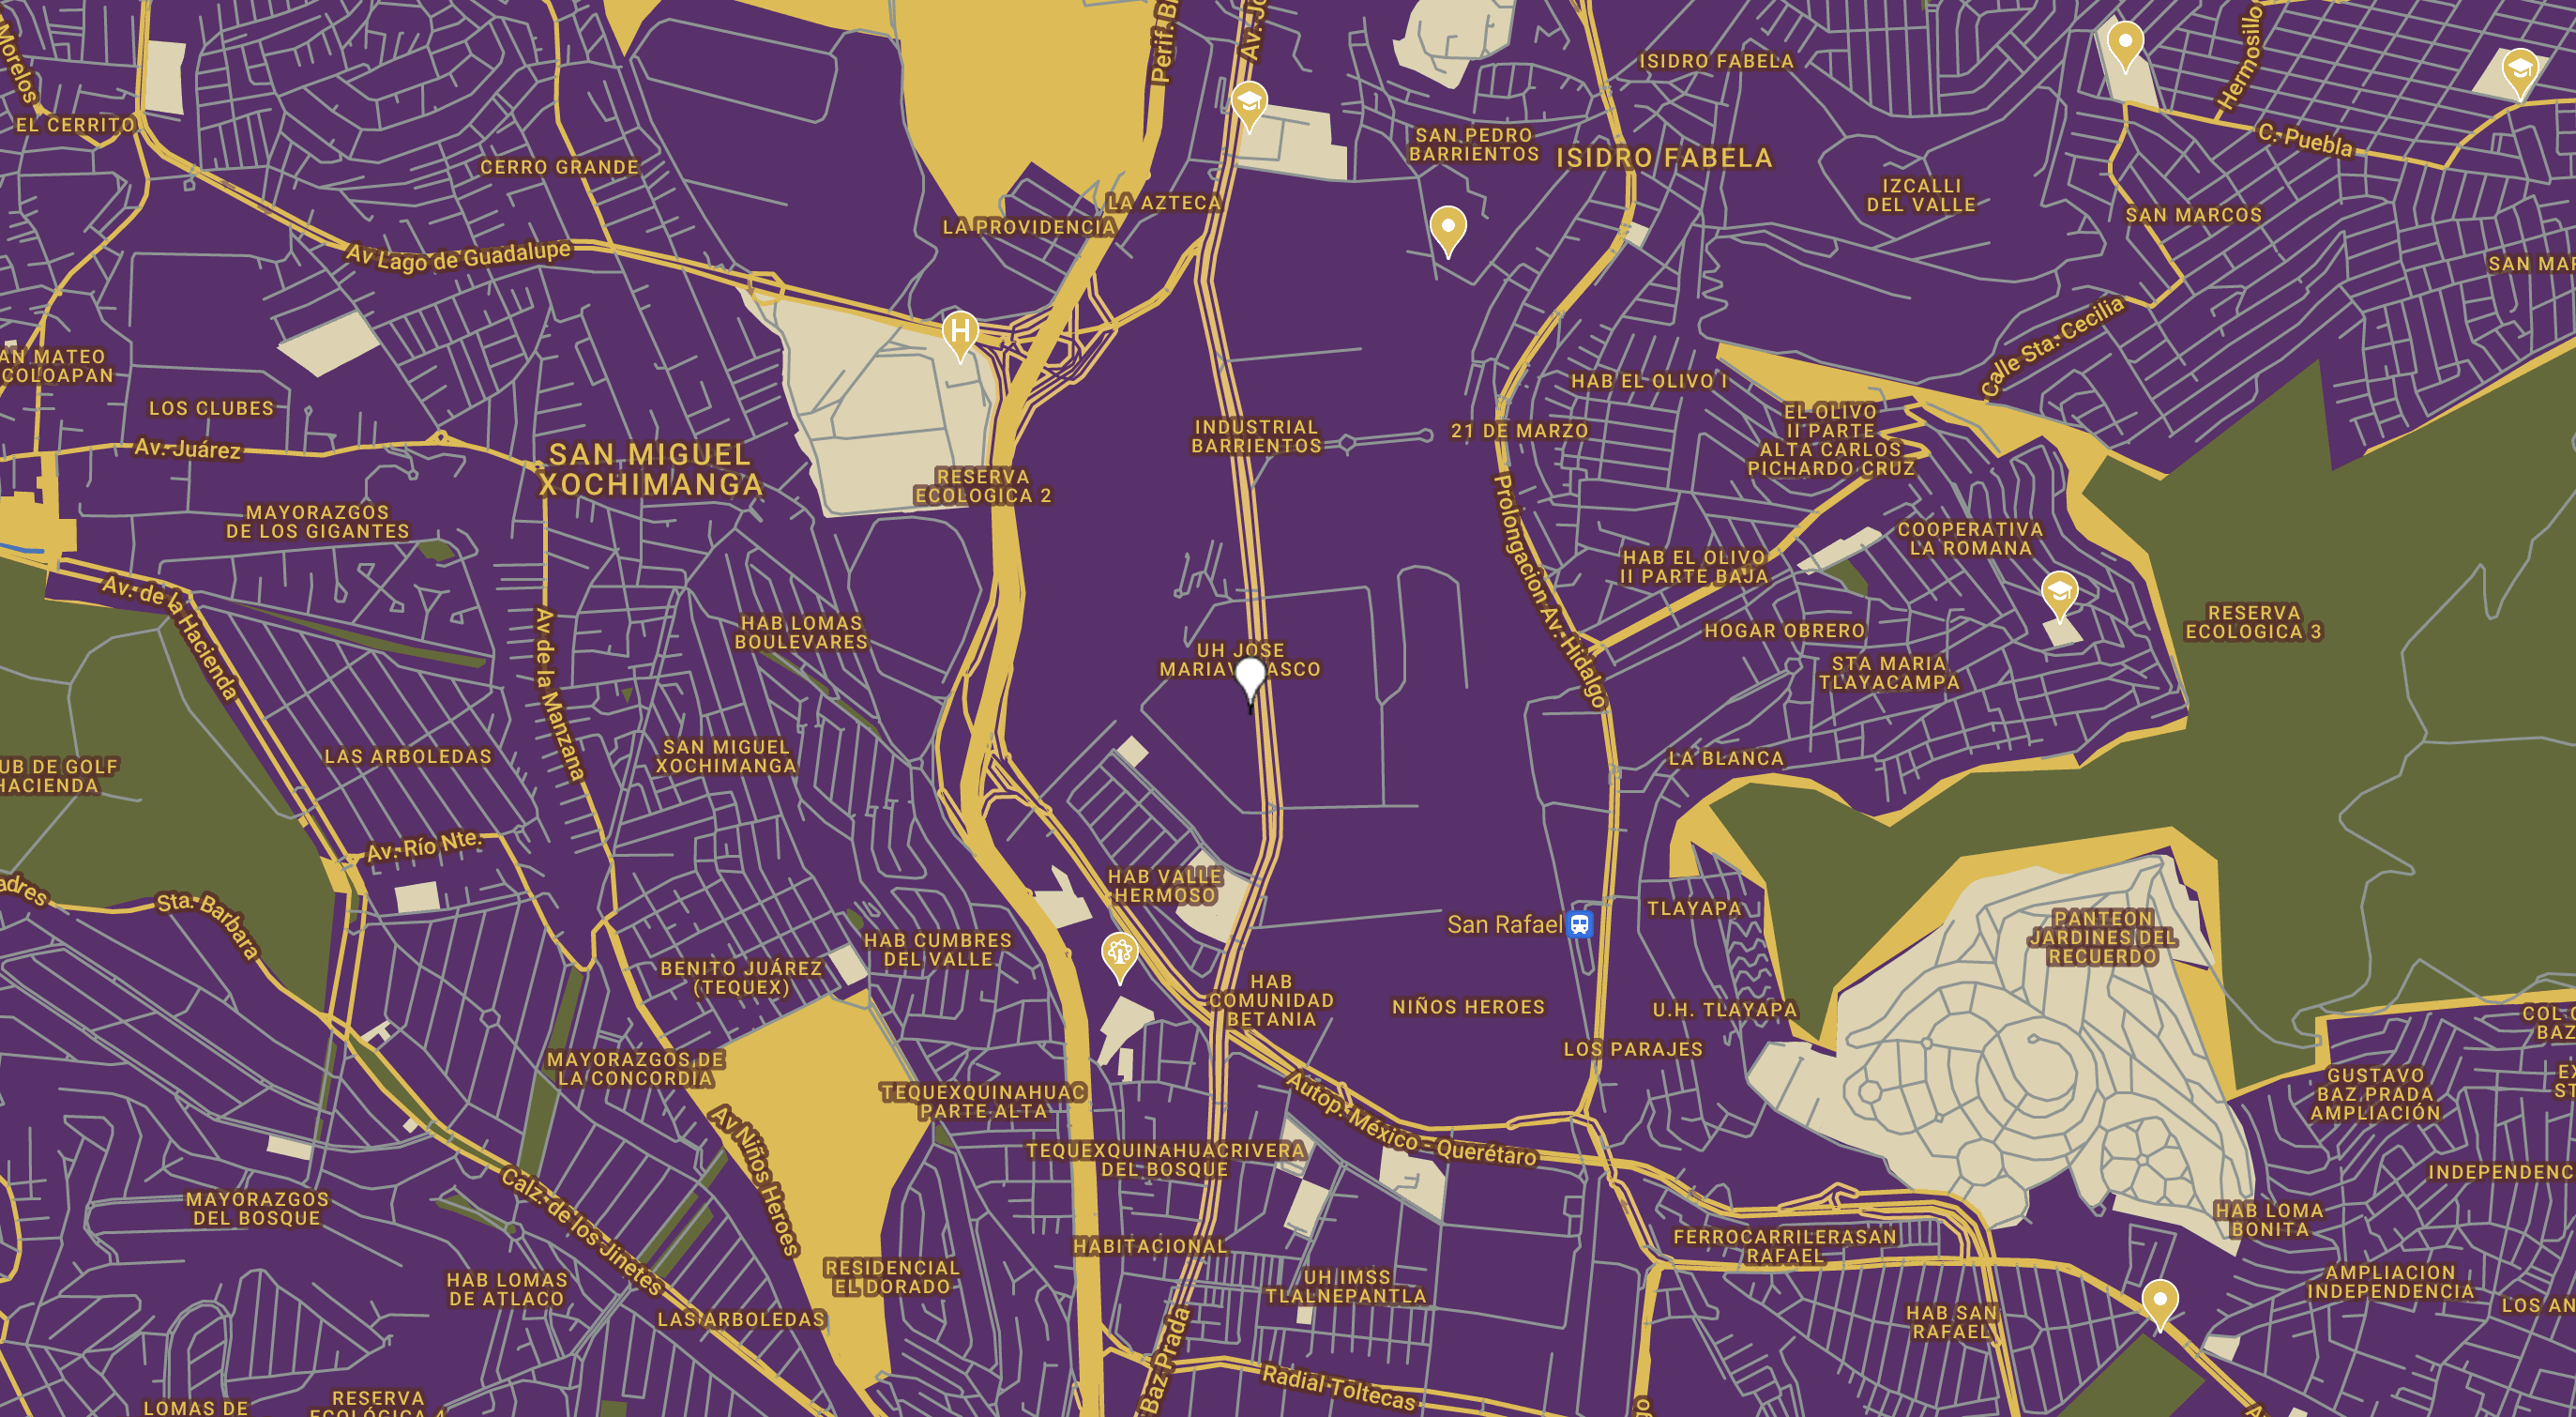 Morelos
Perif. B
Av. Jo
Hermosillo
ISIDRO FABELA
EL CERRITO
CERRO GRANDE
SAN PEDRO
BARRIENTOS
ISIDRO FABELA
C. Puebla
IZCALLI
DEL VALLE
SAN MARCOS
LA AZTECA
LA PROVIDENCIA
Av Lago de Guadalupe
SAN MAR
H
Calle Sta. Cecilia
AN MATEO
COLOAPAN
HAB EL OLIVO I
LOS CLUBES
EL OLIVO
II PARTE
ALTA CARLOS
PICHARDO CRUZ
Av. Juárez
INDUSTRIAL
BARRIENTOS
21 DE MARZO
SAN MIGUEL
XOCHIMANGA
RESERVA
ECOLOGICA 2
MAYORAZGOS
DE LOS GIGANTES
Prolongacion Av. Hidalgo
COOPERATIVA
LA ROMANA
HAB EL OLIVO
II PARTE BAJA
Av. de la Hacienda
Av de la Manzana
HAB LOMAS
BOULEVARES
HOGAR OBRERO
RESERVA
ECOLOGICA 3
UH JOSE
MARIAV ASCO
STA MARIA
TLAYACAMPA
LAS ARBOLEDAS
SAN MIGUEL
XOCHIMANGA
LA BLANCA
UB DE GOLF
HACIENDA
Av. Río Nte.
HAB VALLE
HERMOSO
adres
Sta. Barbara
San Rafael
TLAYAPA
PANTEON
JARDINES DEL
RECUERDO
HAB CUMBRES
DEL VALLE
BENITO JUÁREZ
(TEQUEX)
HAB
COMUNIDAD
BETANIA
NIÑOS HEROES
U.H. TLAYAPA
COL.
BAZ
LOS PARAJES
MAYORAZGOS DE
LA CONCORDIA
TEQUEXQUINAHUAC
PARTE ALTA
Autop. México - Querétaro
GUSTAVO
BAZ PRADA
AMPLIACIÓN
EX
ST
Av Niños Heroes
TEQUEXQUINAHUACRIVERA
DEL BOSQUE
INDEPENDENC
Calz. de los Jinetes
MAYORAZGOS
DEL BOSQUE
HAB LOMA
BONITA
HABITACIONAL
FERROCARRILERASAN
RAFAEL
RESIDENCIAL
EL DORADO
HAB LOMAS
DE ATLACO
UH IMSS
TLALNEPANTLA
AMPLIACION
INDEPENDENCIA
LOS AN
LAS ARBOLEDAS
HAB SAN
RAFAEL
Baz Prada
Radial Toltecas
LOMAS DE
RESERVA
ECOLÓGICA 4
go
A